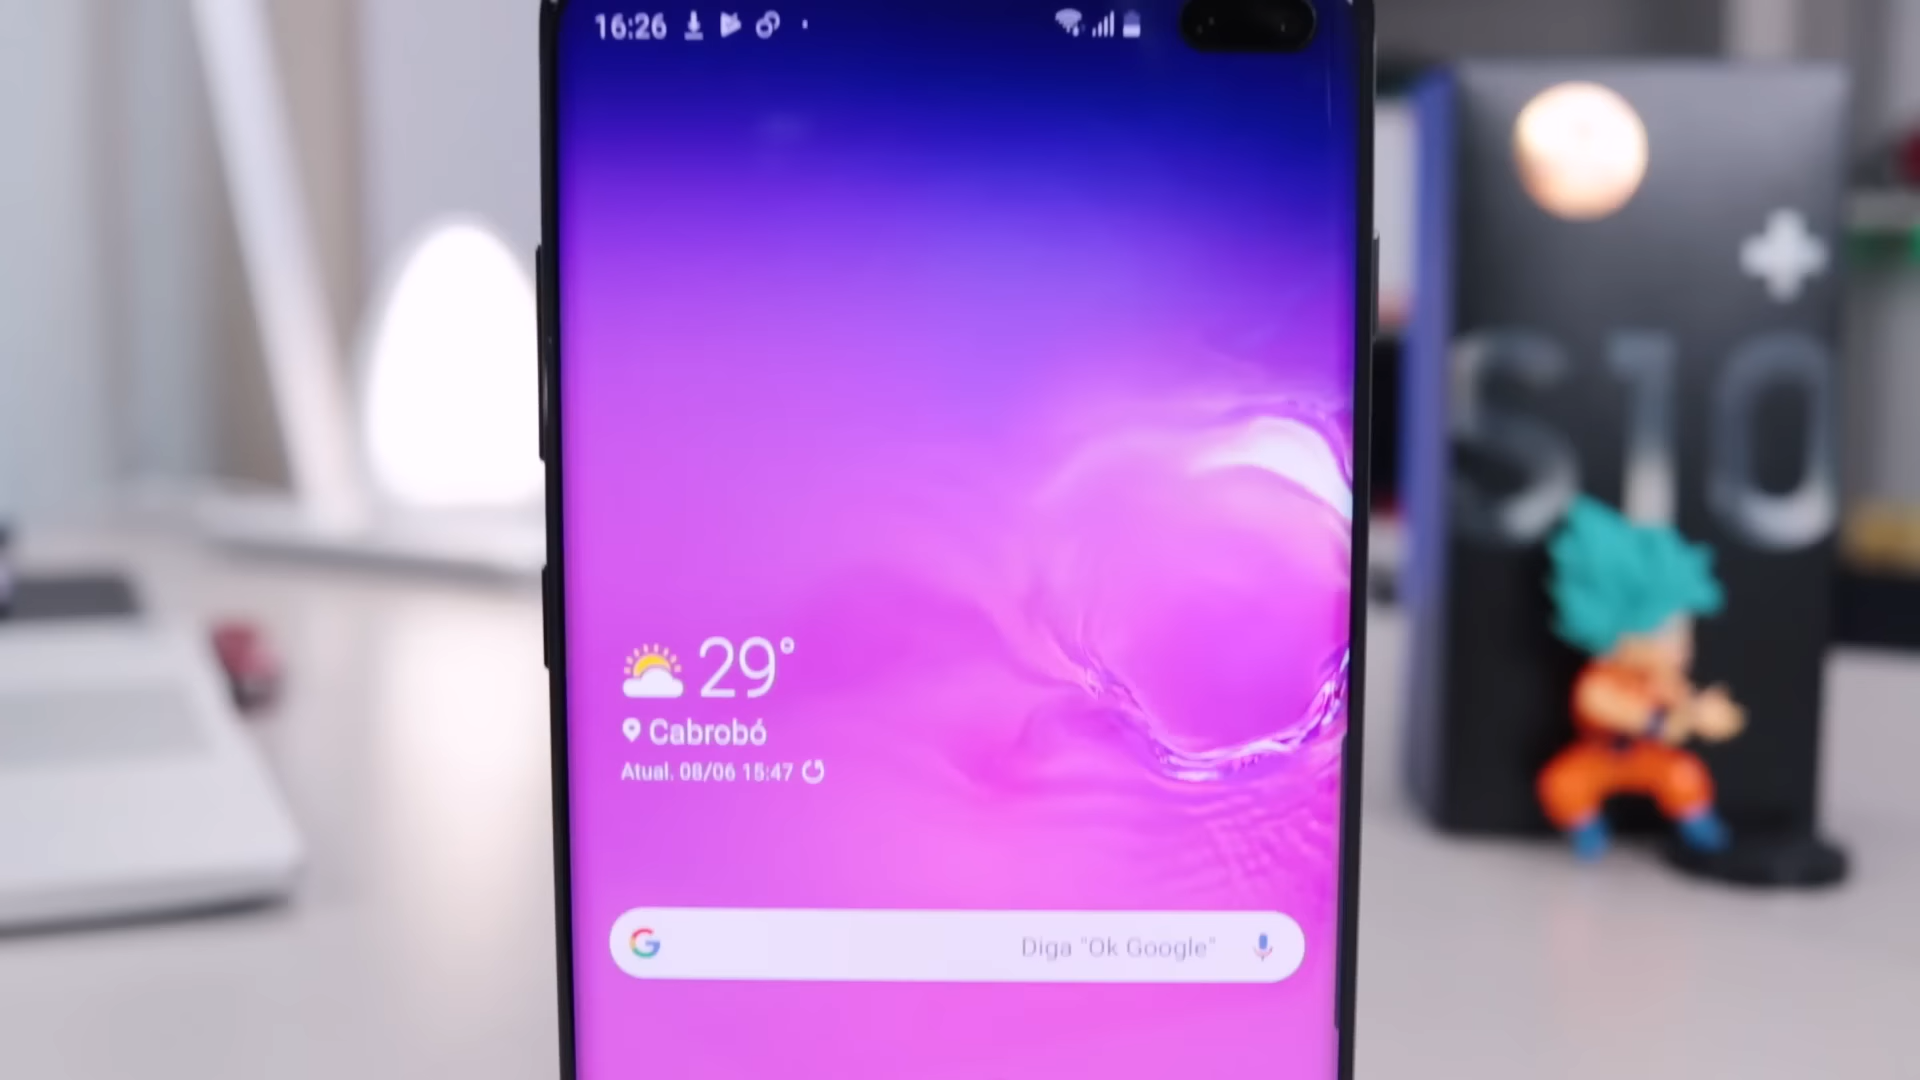 16:26
29°
Cabrobó
Atual. 08/06 15:47
G Diga "Ok Google"
+
S10